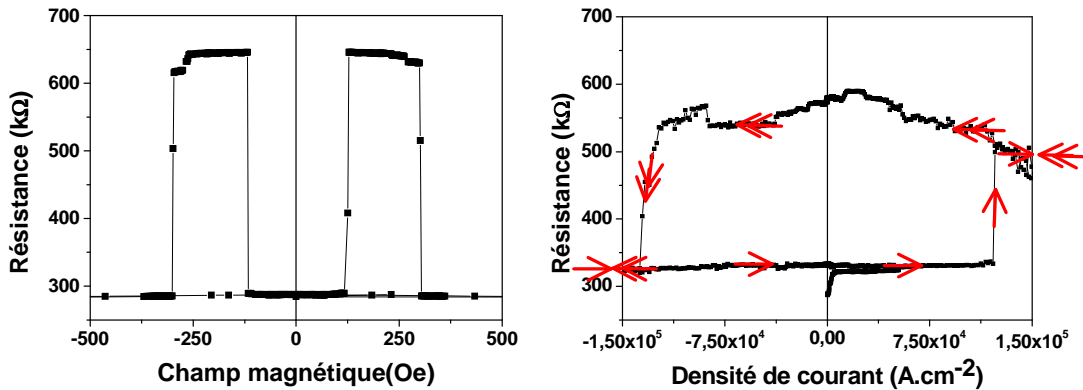 700
600
500
400
300
Résistance (kΩ)
-500 -250 0 250 500
Champ magnétique(Oe)
700
600
500
400
300
Résistance (kΩ)
-1,50x10⁵ -7,50x10⁴ 0,00 7,50x10⁴ 1,50x10⁵
Densité de courant (A.cm⁻²)